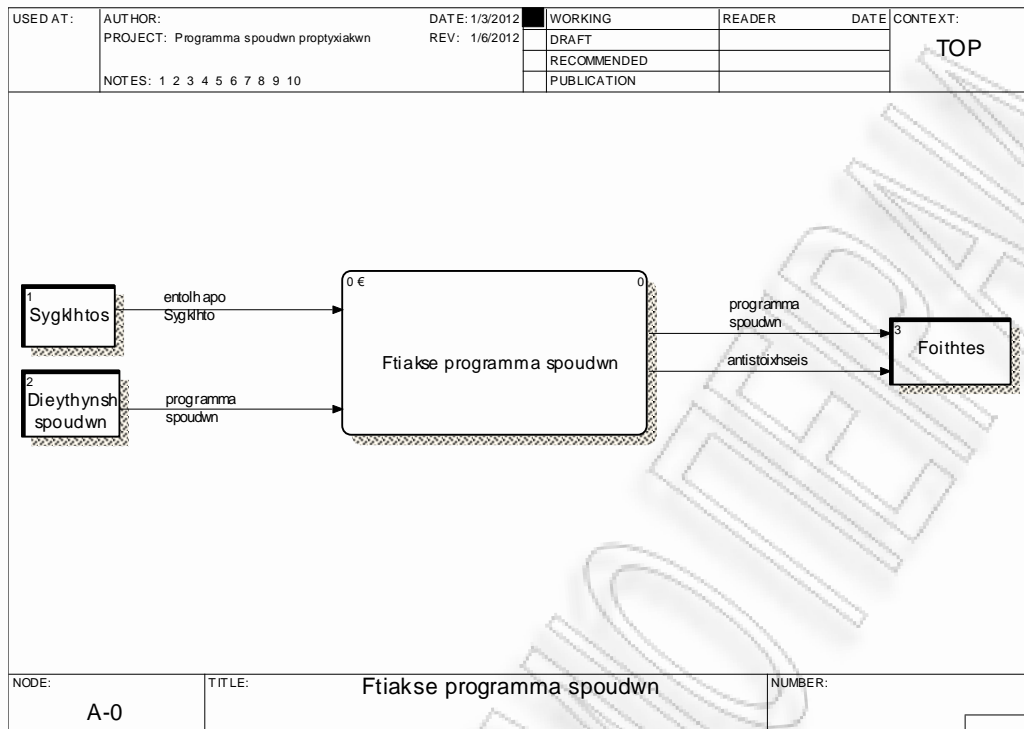 USED AT:
AUTHOR:
DATE: 1/3/2012
WORKING
READER
DATE
CONTEXT:
PROJECT: Programma spoudwn proptyxiakwn
REV: 1/6/2012
DRAFT
TOP
RECOMMENDED
NOTES: 1 2 3 4 5 6 7 8 9 10
PUBLICATION
1
Sygklhtos
entolh apo
Sygklhto
2
Dieythynsh
spoudwn
programma
spoudwn
0 €
0
Ftiakse programma spoudwn
programma
spoudwn
antistoixhseis
3
Foithtes
NODE:
A-0
TITLE:
Ftiakse programma spoudwn
NUMBER: